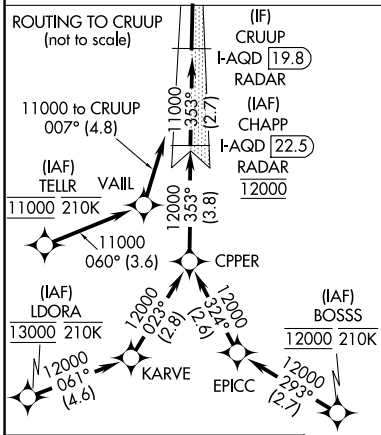 ROUTING TO CRUUP
(not to scale)
(IF)
CRUUP
I-AQD 19.8
RADAR
11000
353°
(2.7)
(IAF)
CHAPP
I-AQD 22.5
RADAR
12000
11000 to CRUUP
007° (4.8)
(IAF)
TELLR
11000 210K
VAIIL
11000
060° (3.6)
12000
353°
(3.8)
CPPER
(IAF)
LDORA
13000 210K
12000
061°
(4.6)
12000
023°
(2.8)
KARVE
12000
324°
(2.6)
EPICC
(IAF)
BOSSS
12000 210K
12000
293°
(2.7)